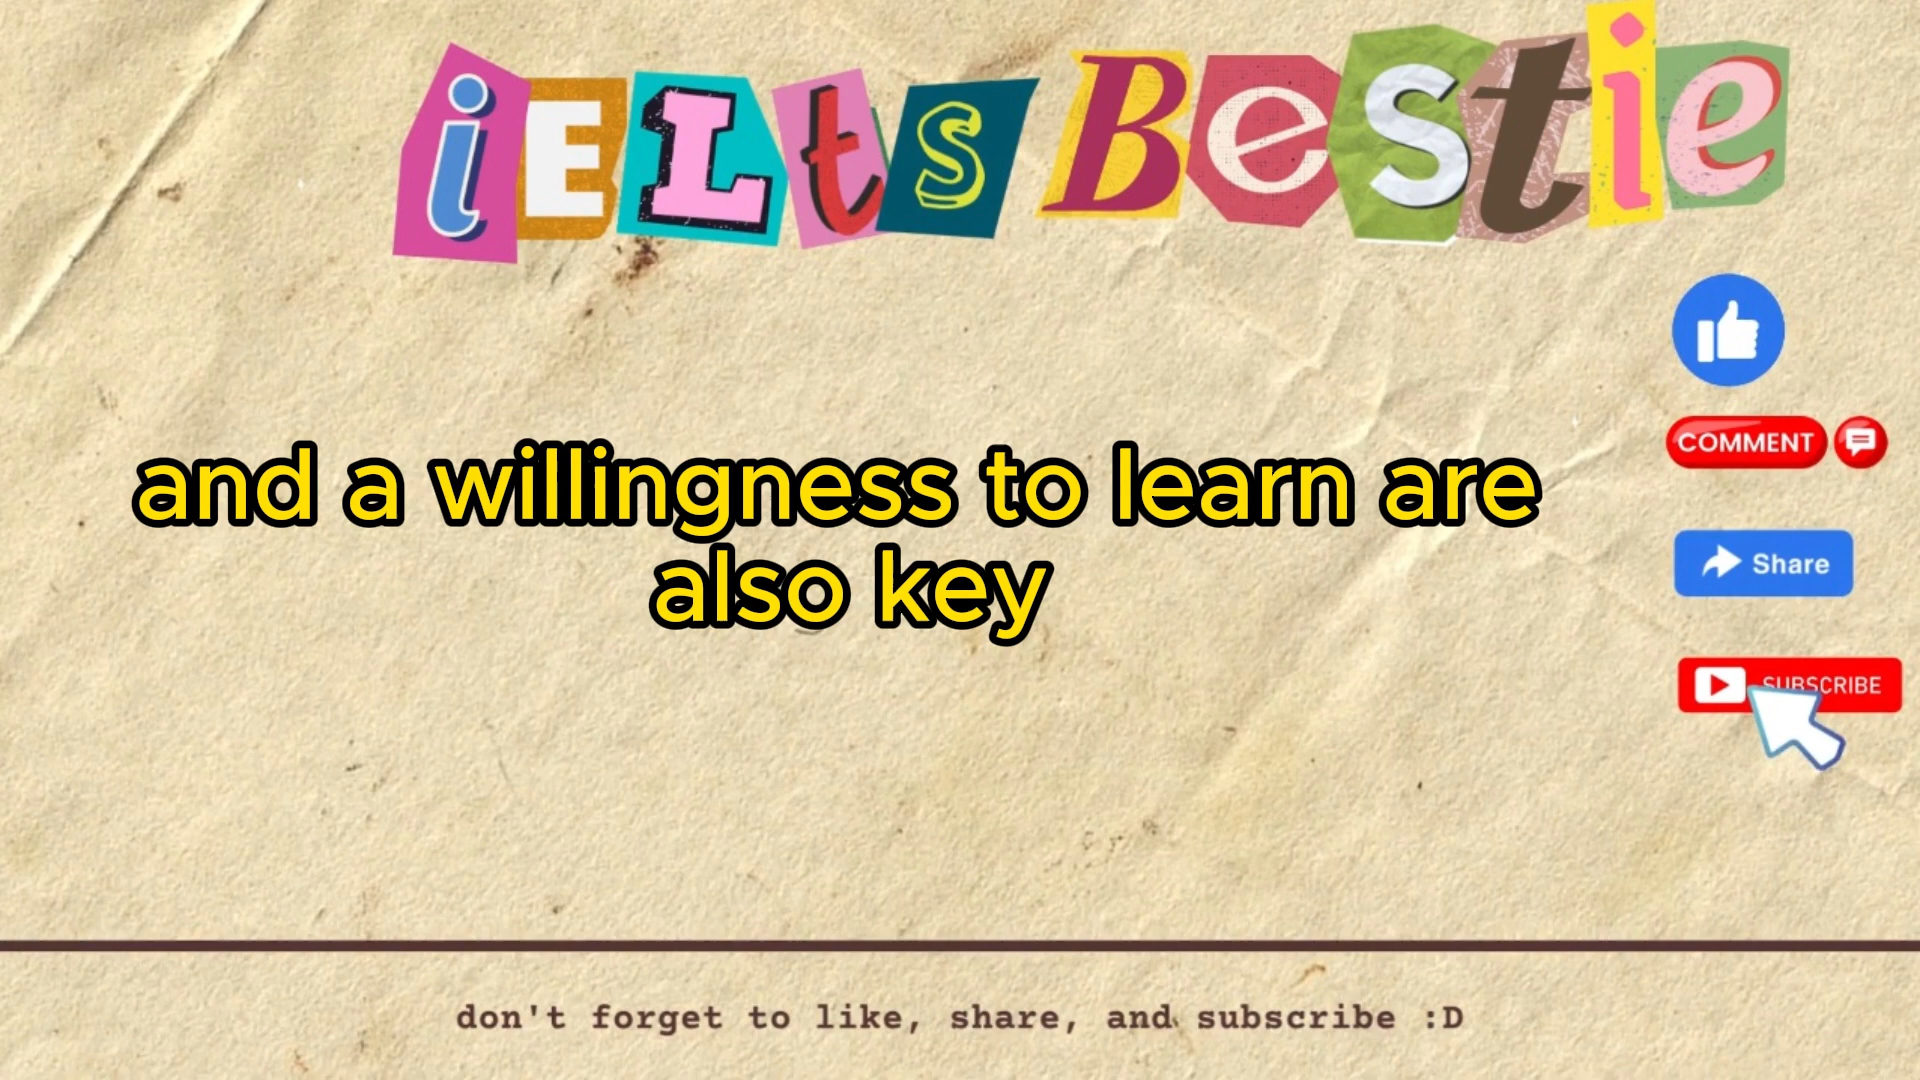 iELts Bestie
COMMENT
and a willingness to learn are
also key
Share
SUBSCRIBE
don't forget to like, share, and subscribe :D